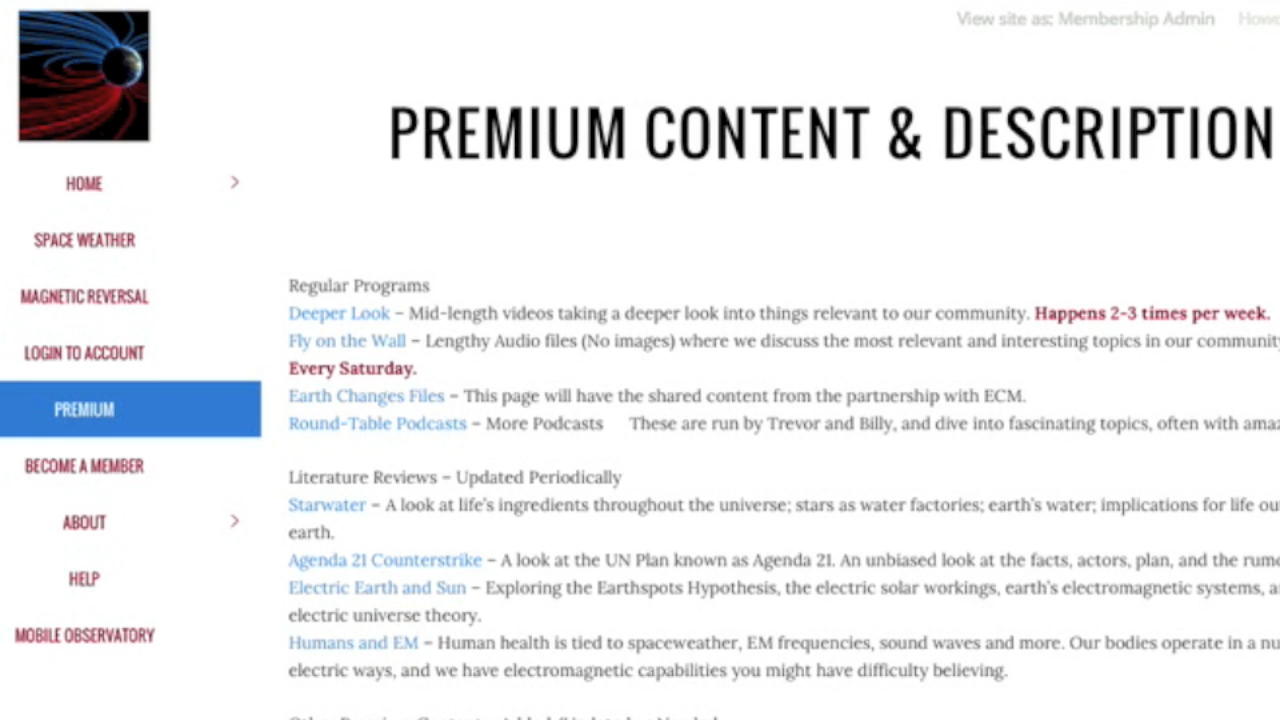 View site as: Membership Admin
PREMIUM CONTENT & DESCRIPTION
HOME
SPACE WEATHER
MAGNETIC REVERSAL
LOGIN TO ACCOUNT
PREMIUM
BECOME A MEMBER
ABOUT
HELP
MOBILE OBSERVATORY
Regular Programs
Deeper Look – Mid-length videos taking a deeper look into things relevant to our community. Happens 2-3 times per week.
Fly on the Wall – Lengthy Audio files (No images) where we discuss the most relevant and interesting topics in our community
Every Saturday.
Earth Changes Files – This page will have the shared content from the partnership with ECM.
Round-Table Podcasts – More Podcasts These are run by Trevor and Billy, and dive into fascinating topics, often with
Literature Reviews – Updated Periodically
Starwater – A look at life's ingredients throughout the universe; stars as water factories; earth's water; implications for life
earth.
Agenda 21 Counterstrike – A look at the UN Plan known as Agenda 21. An unbiased look at the facts, actors, plan, and the
Electric Earth and Sun – Exploring the Earthspots Hypothesis, the electric solar workings, earth's electromagnetic systems,
electric universe theory.
Humans and EM – Human health is tied to spaceweather, EM frequencies, sound waves and more. Our bodies operate in a
electric ways, and we have electromagnetic capabilities you might have difficulty believing.